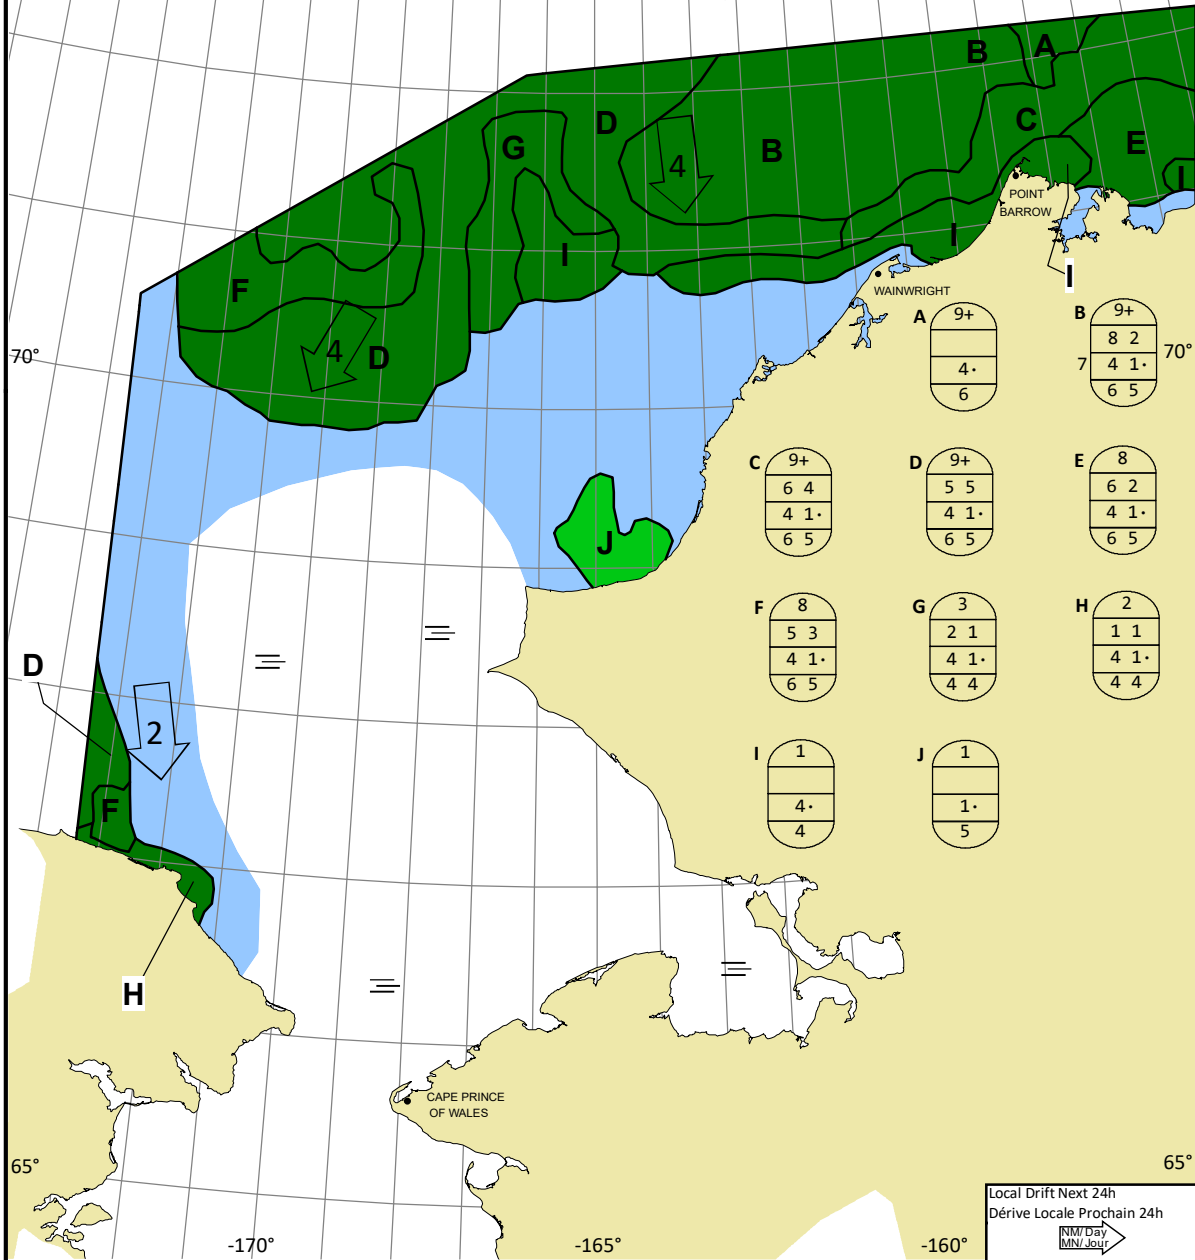 B
A
G
D
C
B
E
4
I
POINT
BARROW
I
I
F
I
WAINWRIGHT
4
D
70°
70°
A
9+
4•
6
B
9+
8 2
7
4 1•
6 5
C
9+
6 4
4 1•
6 5
D
9+
5 5
4 1•
6 5
E
8
6 2
4 1•
6 5
J
F
8
5 3
4 1•
6 5
G
3
2 1
4 1•
4 4
H
2
1 1
4 1•
4 4
D
2
F
I
1
4•
4
J
1
1•
5
H
CAPE PRINCE
OF WALES
65°
65°
-170°
-165°
-160°
Local Drift Next 24h
Dérive Locale Prochain 24h
NM/Day
MN/Jour